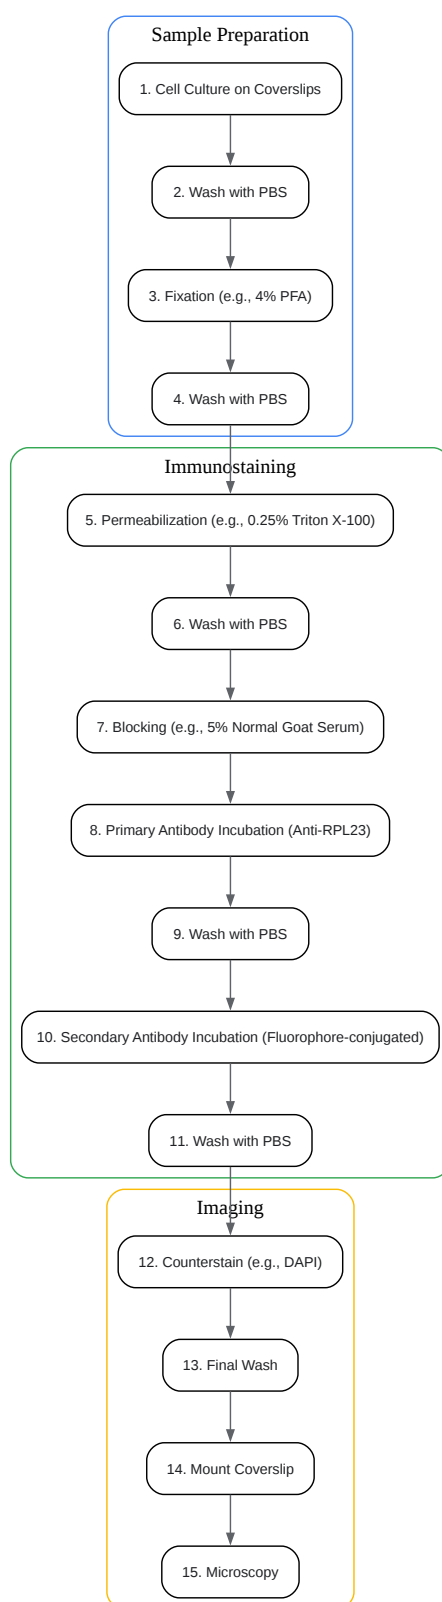 Sample Preparation
1. Cell Culture on Coverslips
2. Wash with PBS
3. Fixation (e.g., 4% PFA)
4. Wash with PBS
Immunostaining
5. Permeabilization (e.g., 0.25% Triton X-100)
6. Wash with PBS
7. Blocking (e.g., 5% Normal Goat Serum)
8. Primary Antibody Incubation (Anti-RPL23)
9. Wash with PBS
10. Secondary Antibody Incubation (Fluorophore-conjugated)
11. Wash with PBS
Imaging
12. Counterstain (e.g., DAPI)
13. Final Wash
14. Mount Coverslip
15. Microscopy